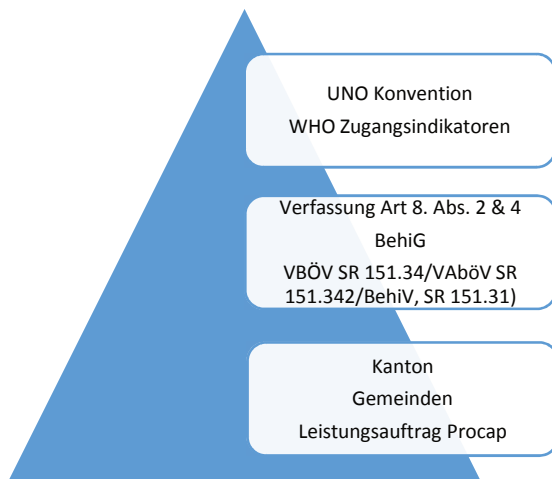 UNO Konvention
WHO Zugangsindikatoren
Verfassung Art 8. Abs. 2 & 4
BehiG
VBÖV SR 151.34/VAböV SR
151.342/BehiV, SR 151.31)
Kanton
Gemeinden
Leistungsauftrag Procap